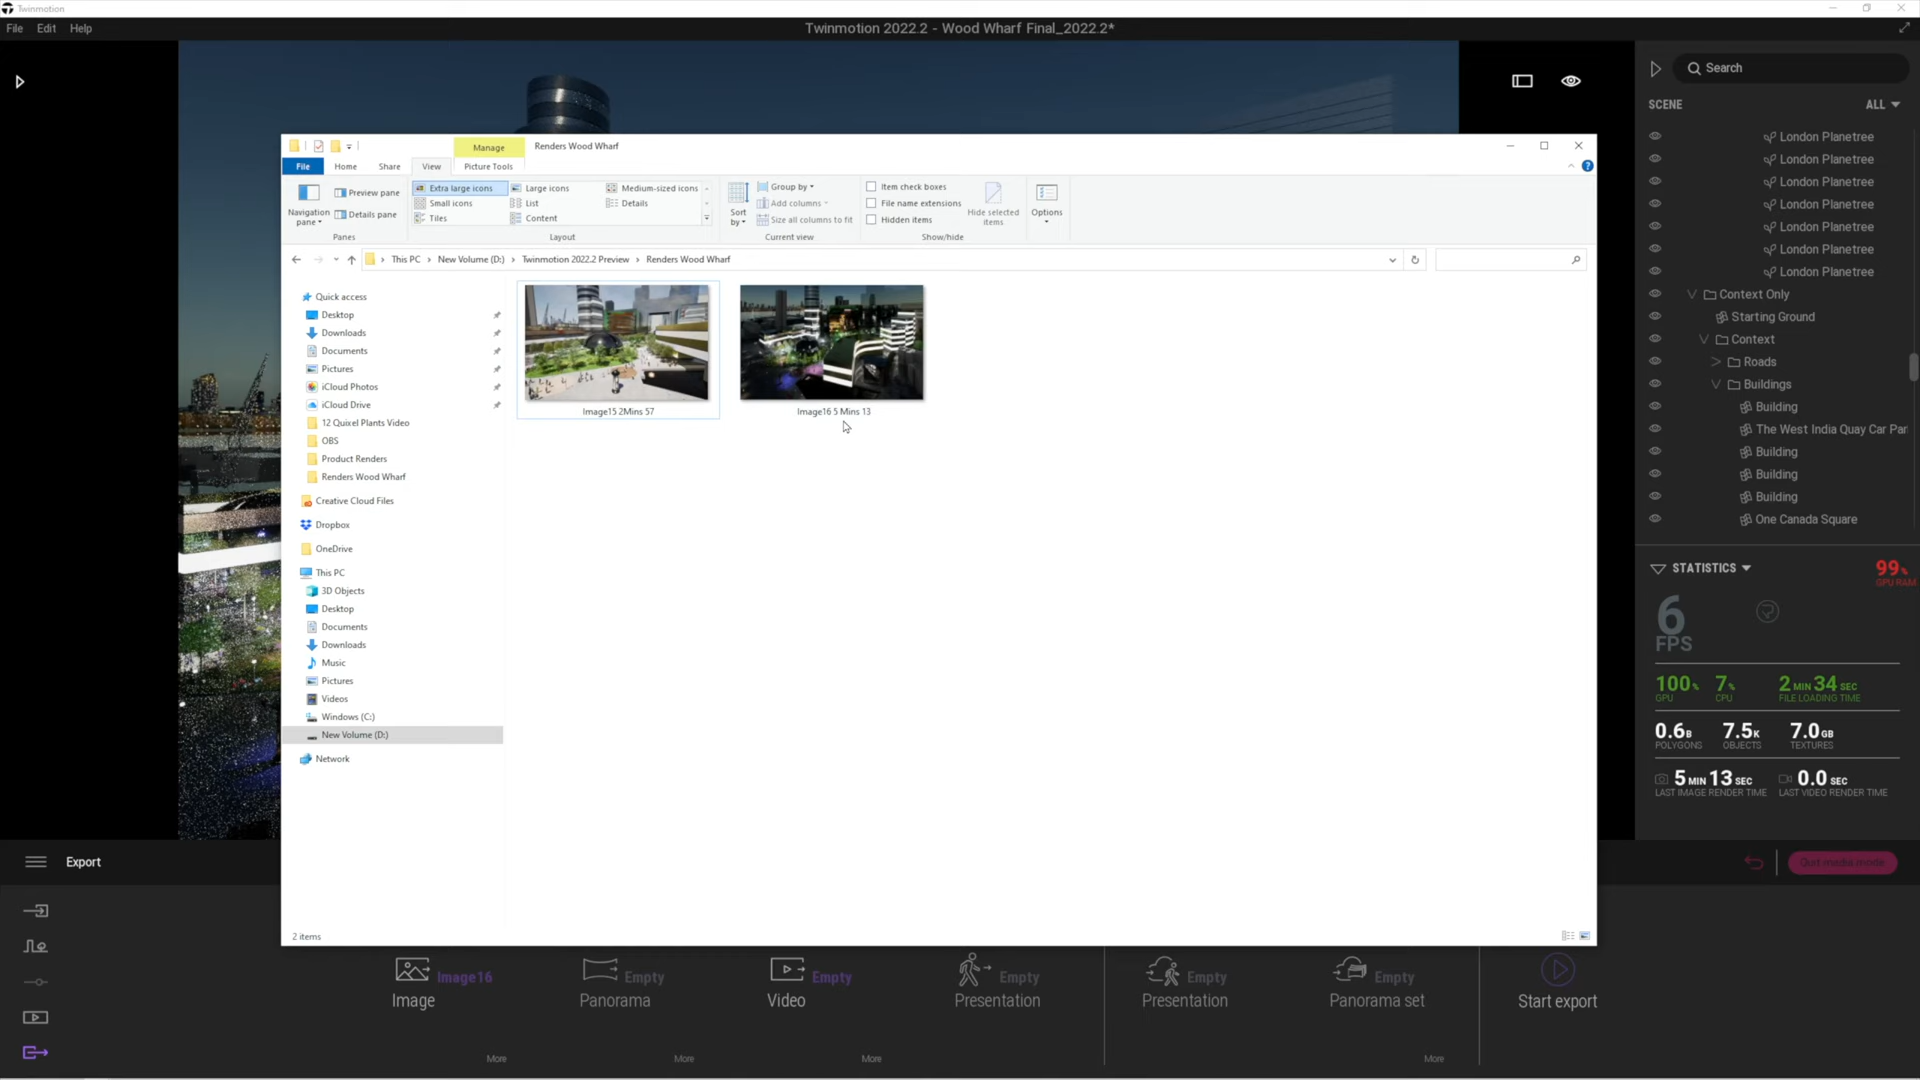 Twinmotion
File Edit Help
Twinmotion 2022.2 - Wood Wharf Final_2022.2*
Search
SCENE
ALL
London Planetree
London Planetree
London Planetree
London Planetree
London Planetree
London Planetree
London Planetree
Context Only
Starting Ground
Context
Roads
Buildings
Building
The West India Quay Car Par
Building
Building
Building
One Canada Square
STATISTICS
99%
GPU RAM
6
FPS
100% 7% 2 MIN 34 SEC
GPU CPU FILE LOADING TIME
0.6B 7.5K 7.0GB
POLYGONS OBJECTS TEXTURES
5 MIN 13 SEC 0.0 SEC
LAST IMAGE RENDER TIME LAST VIDEO RENDER TIME
Manage Renders Wood Wharf
File Home Share View Picture Tools
Navigation pane
Preview pane
Details pane
Panes
Extra large icons Large icons Medium-sized icons
Small icons List Details
Tiles Content
Layout
Sort by
Group by
Add columns
Size all columns to fit
Current view
Item check boxes
File name extensions
Hidden items
Hide selected items
Show/hide
Options
This PC > New Volume (D:) > Twinmotion 2022.2 Preview > Renders Wood Wharf
Quick access
Desktop
Downloads
Documents
Pictures
iCloud Photos
iCloud Drive
12 Quixel Plants Video
OBS
Product Renders
Renders Wood Wharf
Creative Cloud Files
Dropbox
OneDrive
This PC
3D Objects
Desktop
Documents
Downloads
Music
Pictures
Videos
Windows (C:)
New Volume (D:)
Network
Image15 2Mins 57
Image16 5 Mins 13
2 items
Export
Quit media mode
Image16
Image
More
Empty
Panorama
More
Empty
Video
More
Empty
Presentation
Empty
Presentation
Empty
Panorama set
More
Start export